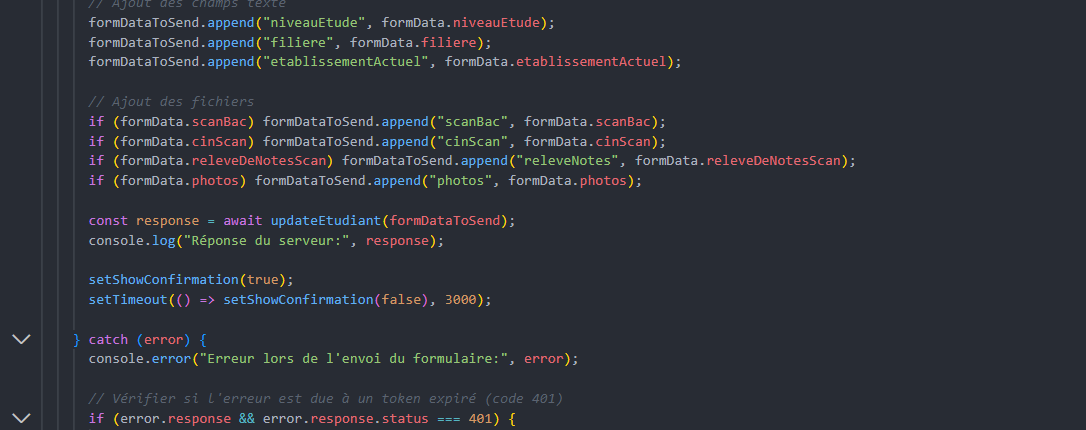 // Ajout des champs texte
formDataToSend.append("niveauEtude", formData.niveauEtude);
formDataToSend.append("filiere", formData.filiere);
formDataToSend.append("etablissementActuel", formData.etablissementActuel);
// Ajout des fichiers
if (formData.scanBac) formDataToSend.append("scanBac", formData.scanBac);
if (formData.cinScan) formDataToSend.append("cinScan", formData.cinScan);
if (formData.releveDeNotesScan) formDataToSend.append("releveNotes", formData.releveDeNotesScan);
if (formData.photos) formDataToSend.append("photos", formData.photos);
const response = await updateEtudiant(formDataToSend);
console.log("Réponse du serveur:", response);
setShowConfirmation(true);
setTimeout(() => setShowConfirmation(false), 3000);
} catch (error) {
console.error("Erreur lors de l'envoi du formulaire:", error);
// Vérifier si l'erreur est due à un token expiré (code 401)
if (error.response && error.response.status === 401) {